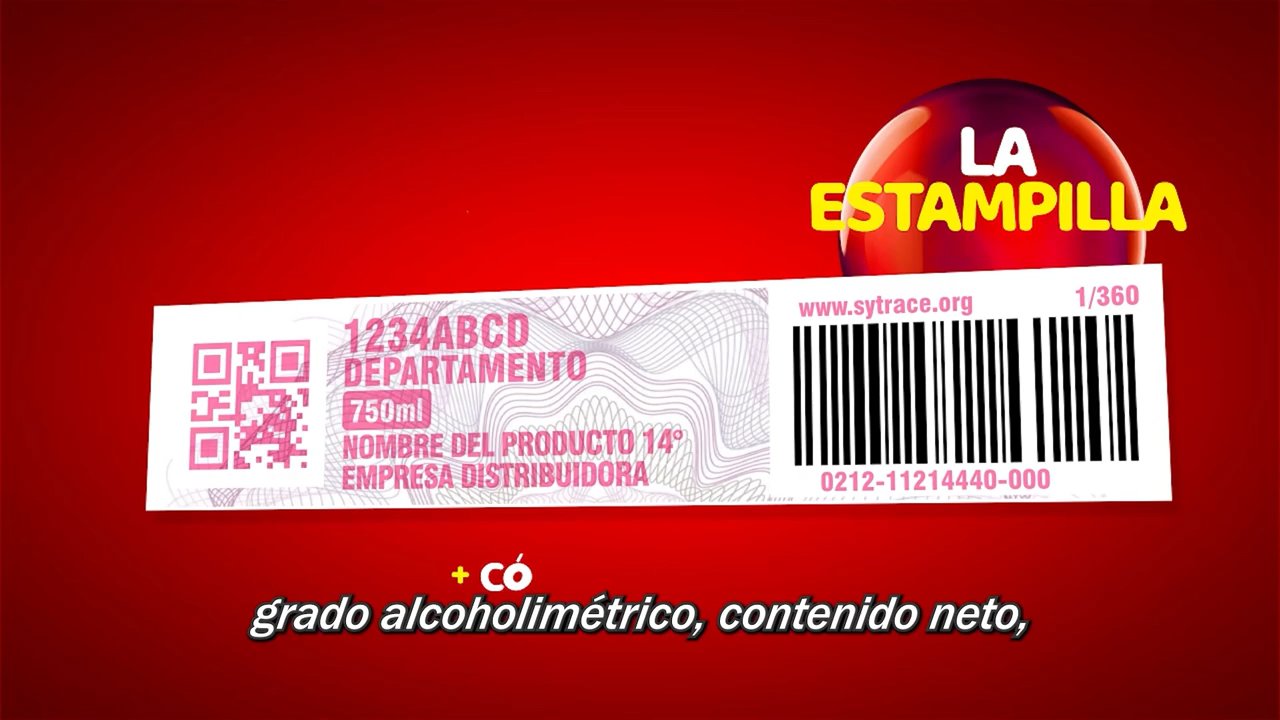 LA
ESTAMPILLA
www.sytrace.org 1/360
1234ABCD
DEPARTAMENTO
750ml
NOMBRE DEL PRODUCTO 14°
EMPRESA DISTRIBUIDORA
0212-11214440-000
+ CÓ
grado alcoholimétrico, contenido neto,